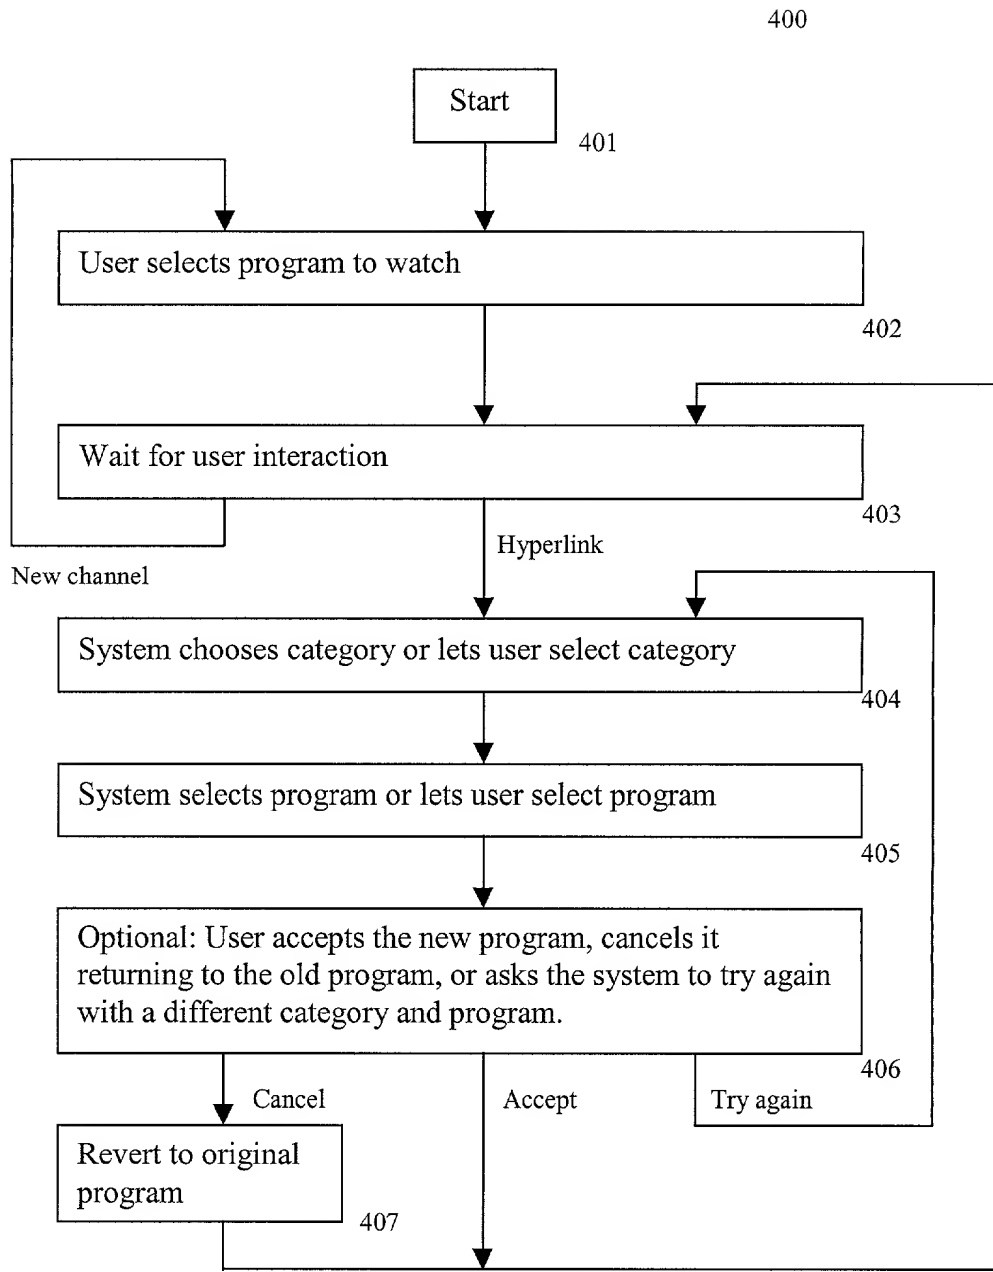 400
Start
401
User selects program to watch
402
Wait for user interaction
403
Hyperlink
New channel
System chooses category or lets user select category
404
System selects program or lets user select program
405
Optional: User accepts the new program, cancels it
returning to the old program, or asks the system to try again
with a different category and program.
406
Cancel
Accept
Try again
Revert to original
program
407